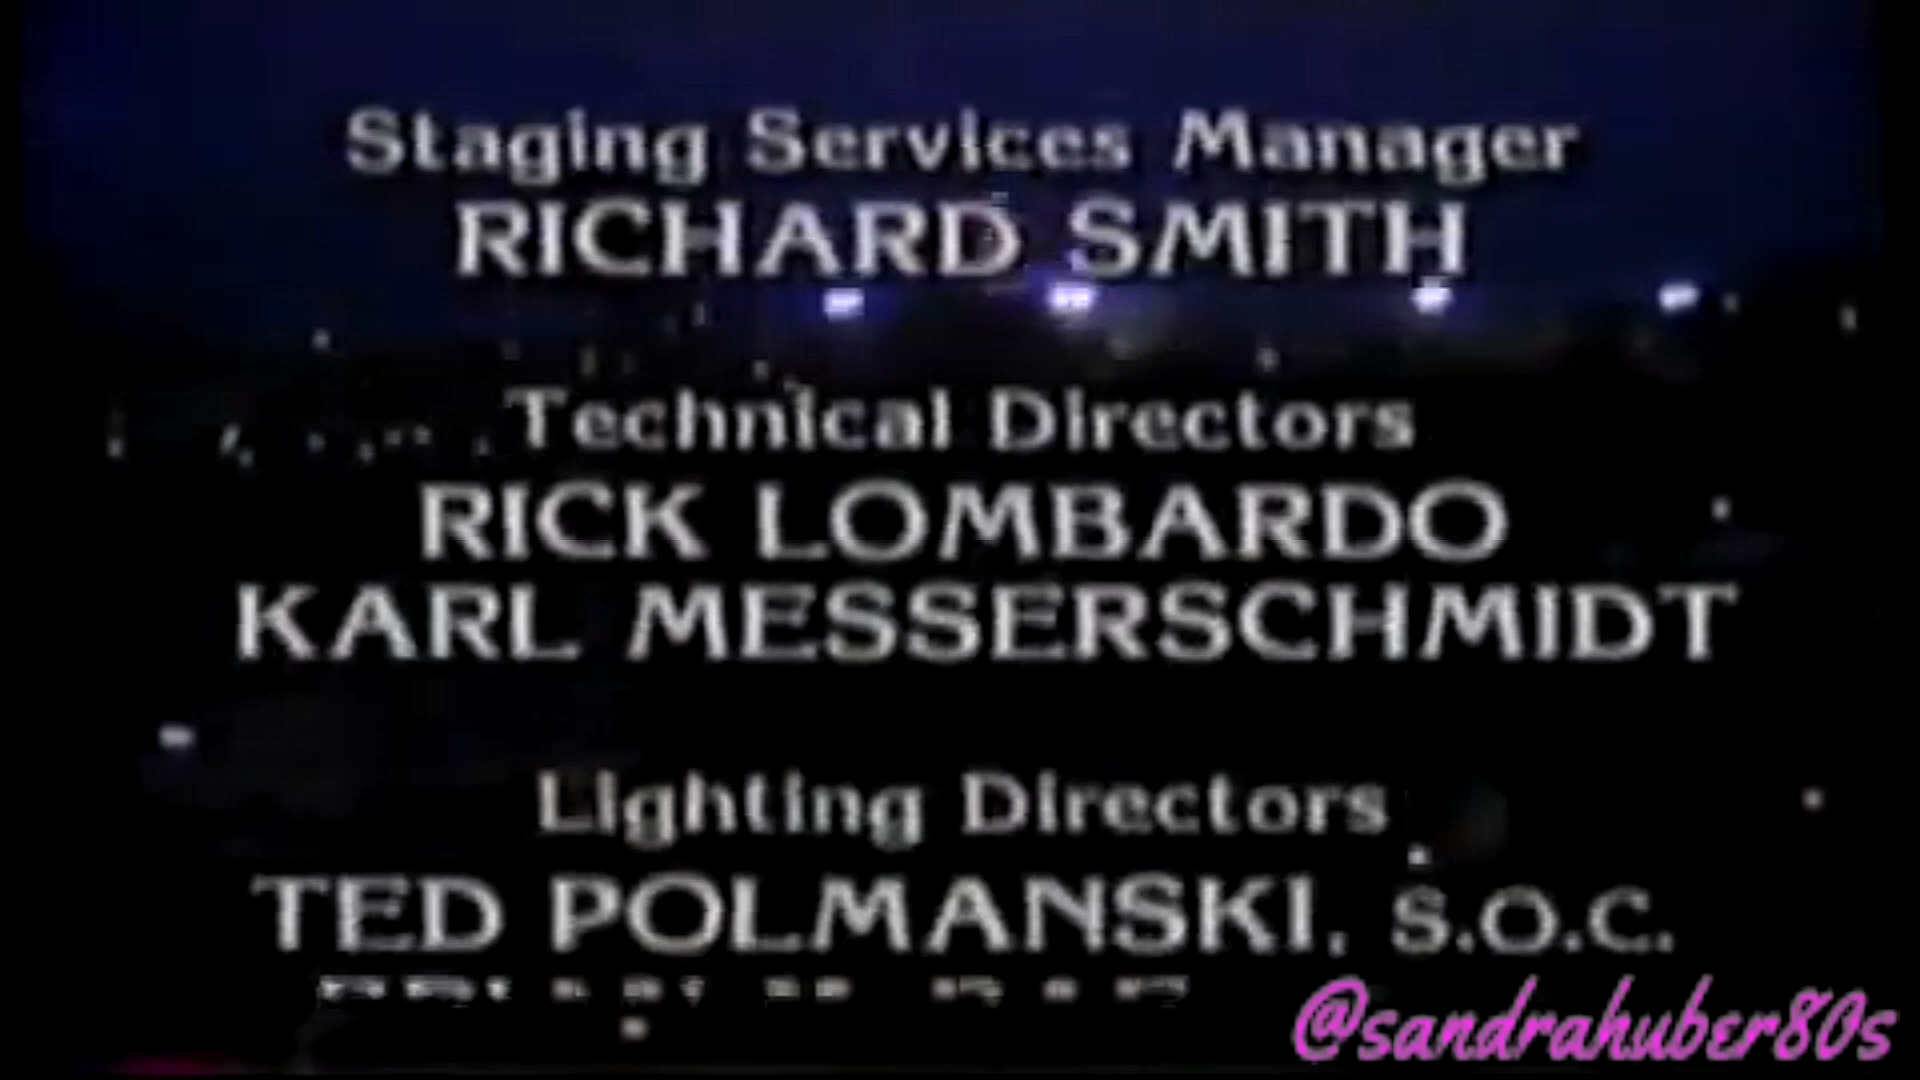 Staging Services Manager
RICHARD SMITH
Technical Directors
RICK LOMBARDO
KARL MESSERSCHMIDT
Lighting Directors
TED POLMANSKI, S.O.C.
@sandrahuber80s